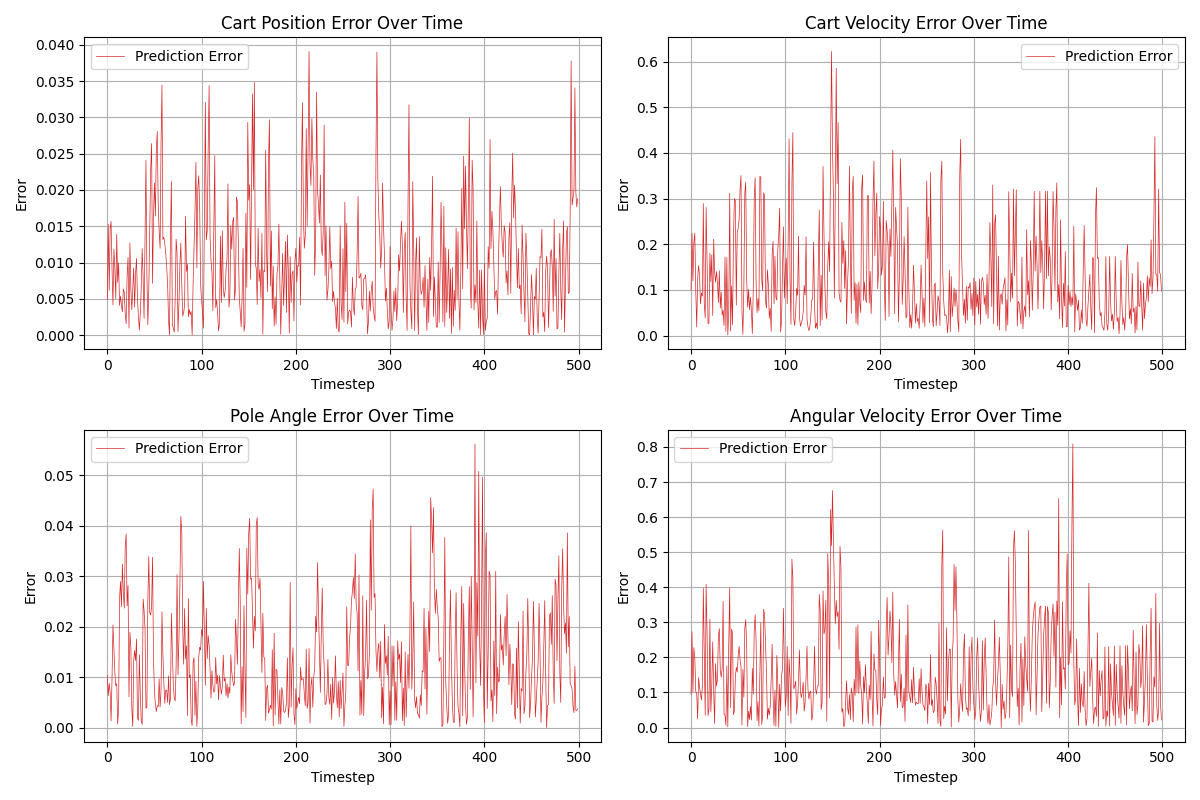 Cart Position Error Over Time
Prediction Error
Error
0.040
0.035
0.030
0.025
0.020
0.015
0.010
0.005
0.000
0 100 200 300 400 500
Timestep
Cart Velocity Error Over Time
Prediction Error
Error
0.6
0.5
0.4
0.3
0.2
0.1
0.0
0 100 200 300 400 500
Timestep
Pole Angle Error Over Time
Prediction Error
Error
0.05
0.04
0.03
0.02
0.01
0.00
0 100 200 300 400 500
Timestep
Angular Velocity Error Over Time
Prediction Error
Error
0.8
0.7
0.6
0.5
0.4
0.3
0.2
0.1
0.0
0 100 200 300 400 500
Timestep